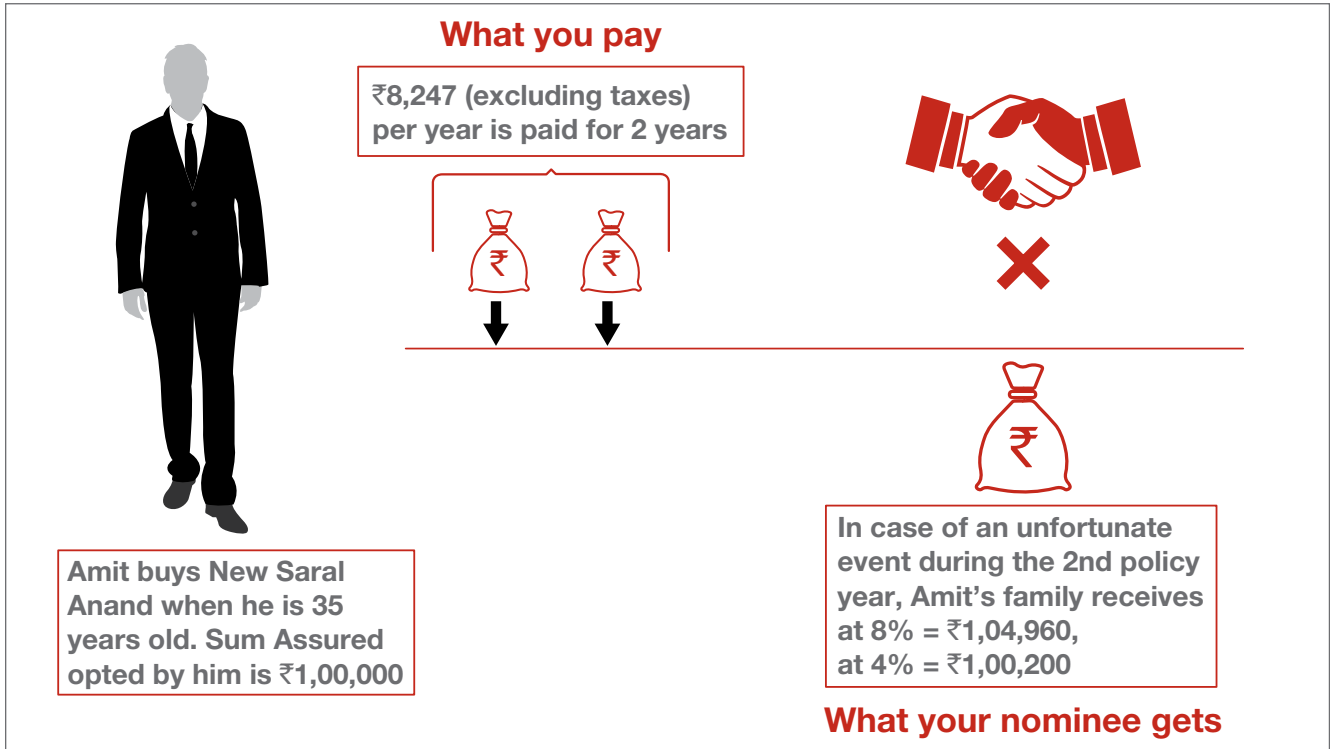 What you pay
₹8,247 (excluding taxes)
per year is paid for 2 years
₹
₹
₹
Amit buys New Saral
Anand when he is 35
years old. Sum Assured
opted by him is ₹1,00,000
In case of an unfortunate
event during the 2nd policy
year, Amit’s family receives
at 8% = ₹1,04,960,
at 4% = ₹1,00,200
What your nominee gets